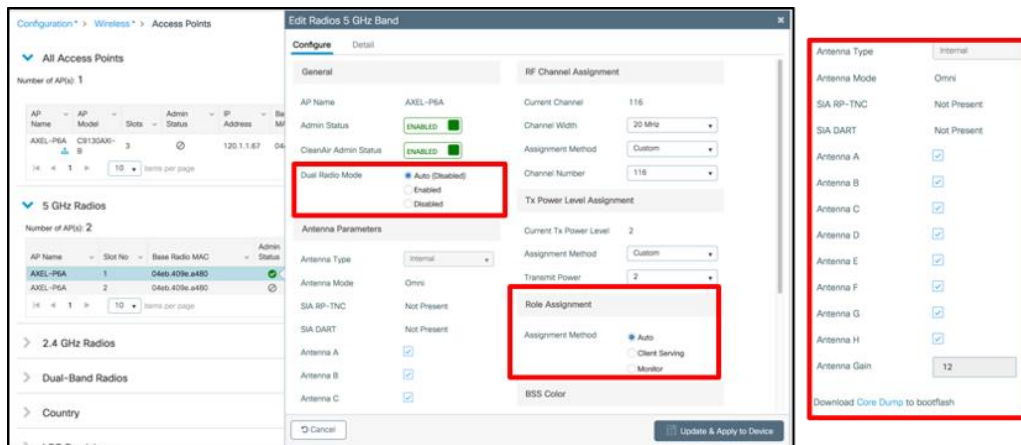 Configuration > Wireless > Access Points
All Access Points
Number of AP(s): 1
AP Name AP Model Slots Admin Status IP Address
AXEL-P6A C9130AXI-B 3 120.1.1.67
1 10 items per page
5 GHz Radios
Number of AP(s): 2
AP Name Slot No Base Radio MAC Admin Status
AXEL-P6A 1 04eb.409e.a480
AXEL-P6A 2 04eb.409e.a480
1 10 items per page
2.4 GHz Radios
Dual-Band Radios
Country
Edit Radios 5 GHz Band
Configure Detail
General
AP Name AXEL-P6A
Admin Status ENABLED
CleanAir Admin Status ENABLED
Dual Radio Mode Auto (Disabled)
Enabled
Disabled
Antenna Parameters
Antenna Type Internal
Antenna Mode Omni
SIA RP-TNC Not Present
SIA DART Not Present
Antenna A
Antenna B
Antenna C
Cancel
RF Channel Assignment
Current Channel 116
Channel Width 20 MHz
Assignment Method Custom
Channel Number 116
Tx Power Level Assignment
Current Tx Power Level 2
Assignment Method Custom
Transmit Power 2
Role Assignment
Assignment Method Auto
Client Serving
Monitor
BSS Color
Update & Apply to Device
Antenna Type Internal
Antenna Mode Omni
SIA RP-TNC Not Present
SIA DART Not Present
Antenna A
Antenna B
Antenna C
Antenna D
Antenna E
Antenna F
Antenna G
Antenna H
Antenna Gain 12
Download Core Dump to bootflash